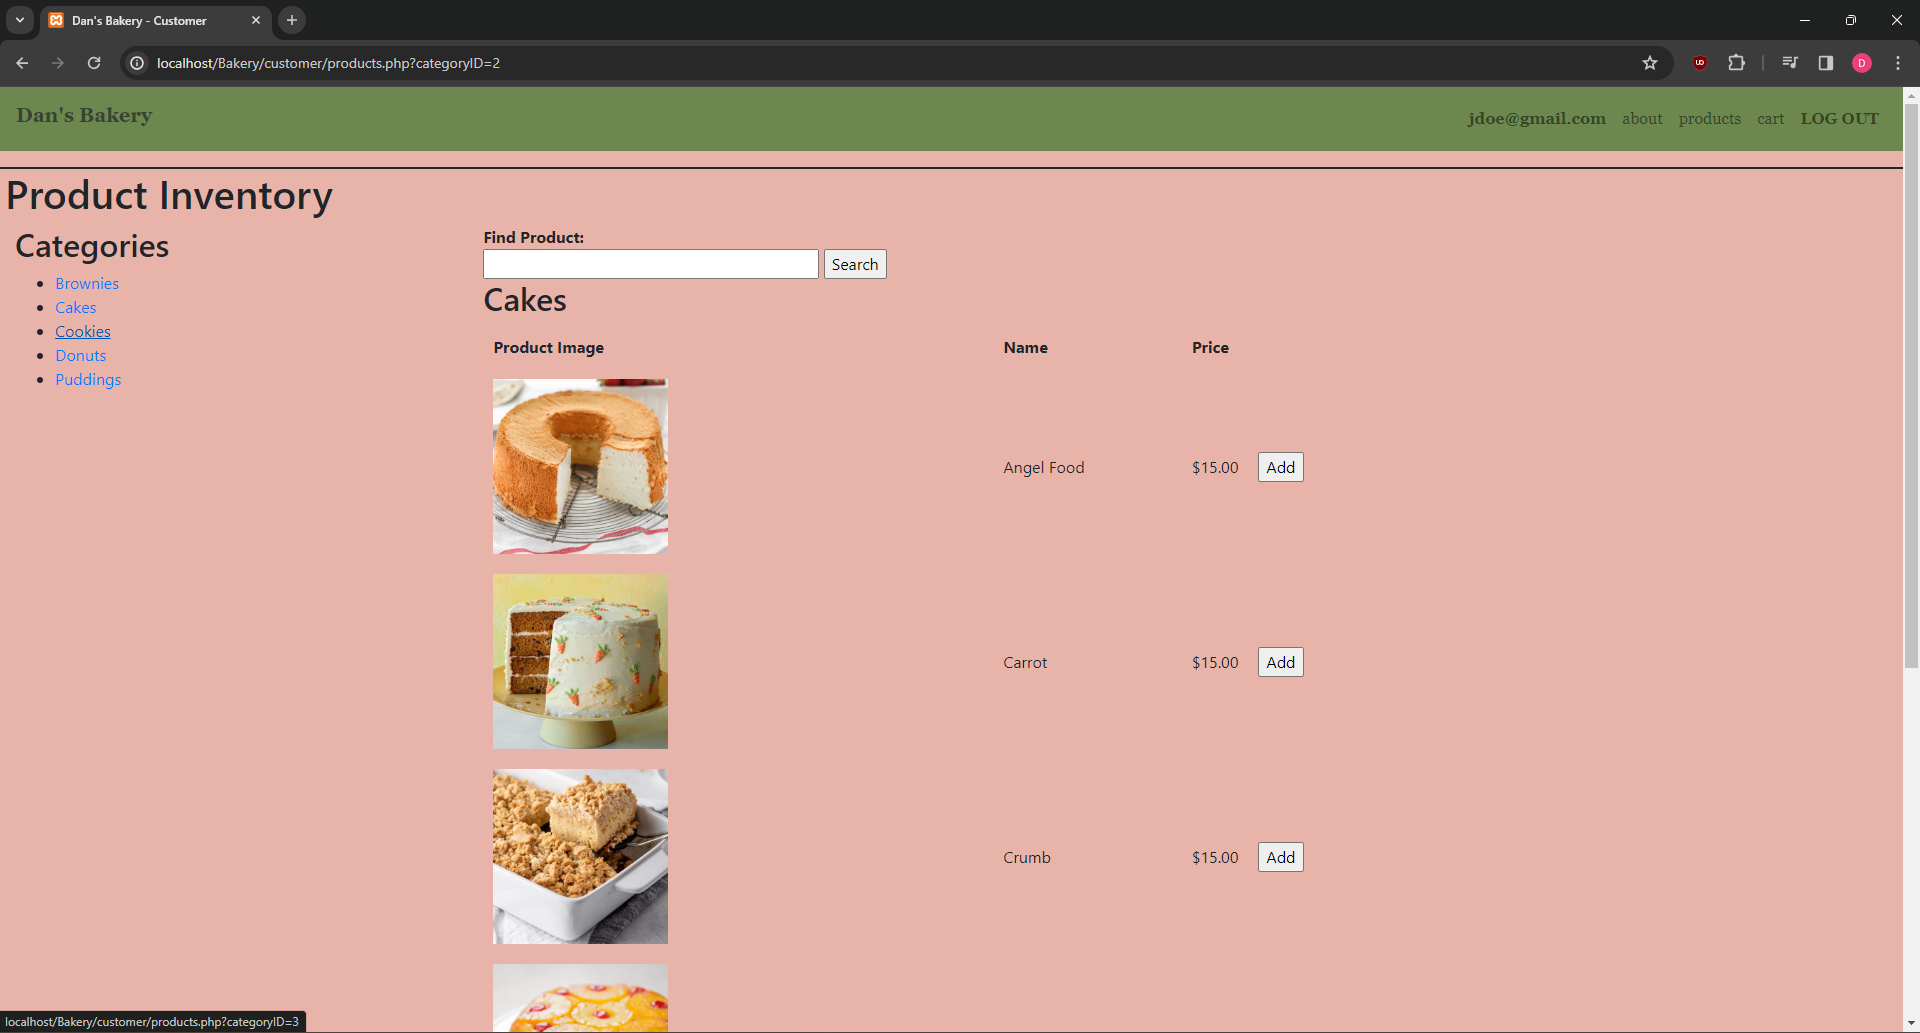 Dan's Bakery - Customer
localhost/Bakery/customer/products.php?categoryID=2
UD
D
Dan's Bakery
jdoe@gmail.com about products cart LOG OUT
Product Inventory
Categories
Brownies
Cakes
Cookies
Donuts
Puddings
Find Product:
Search
Cakes
Product Image Name Price
Angel Food $15.00 Add
Carrot $15.00 Add
Crumb $15.00 Add
localhost/Bakery/customer/products.php?categoryID=3